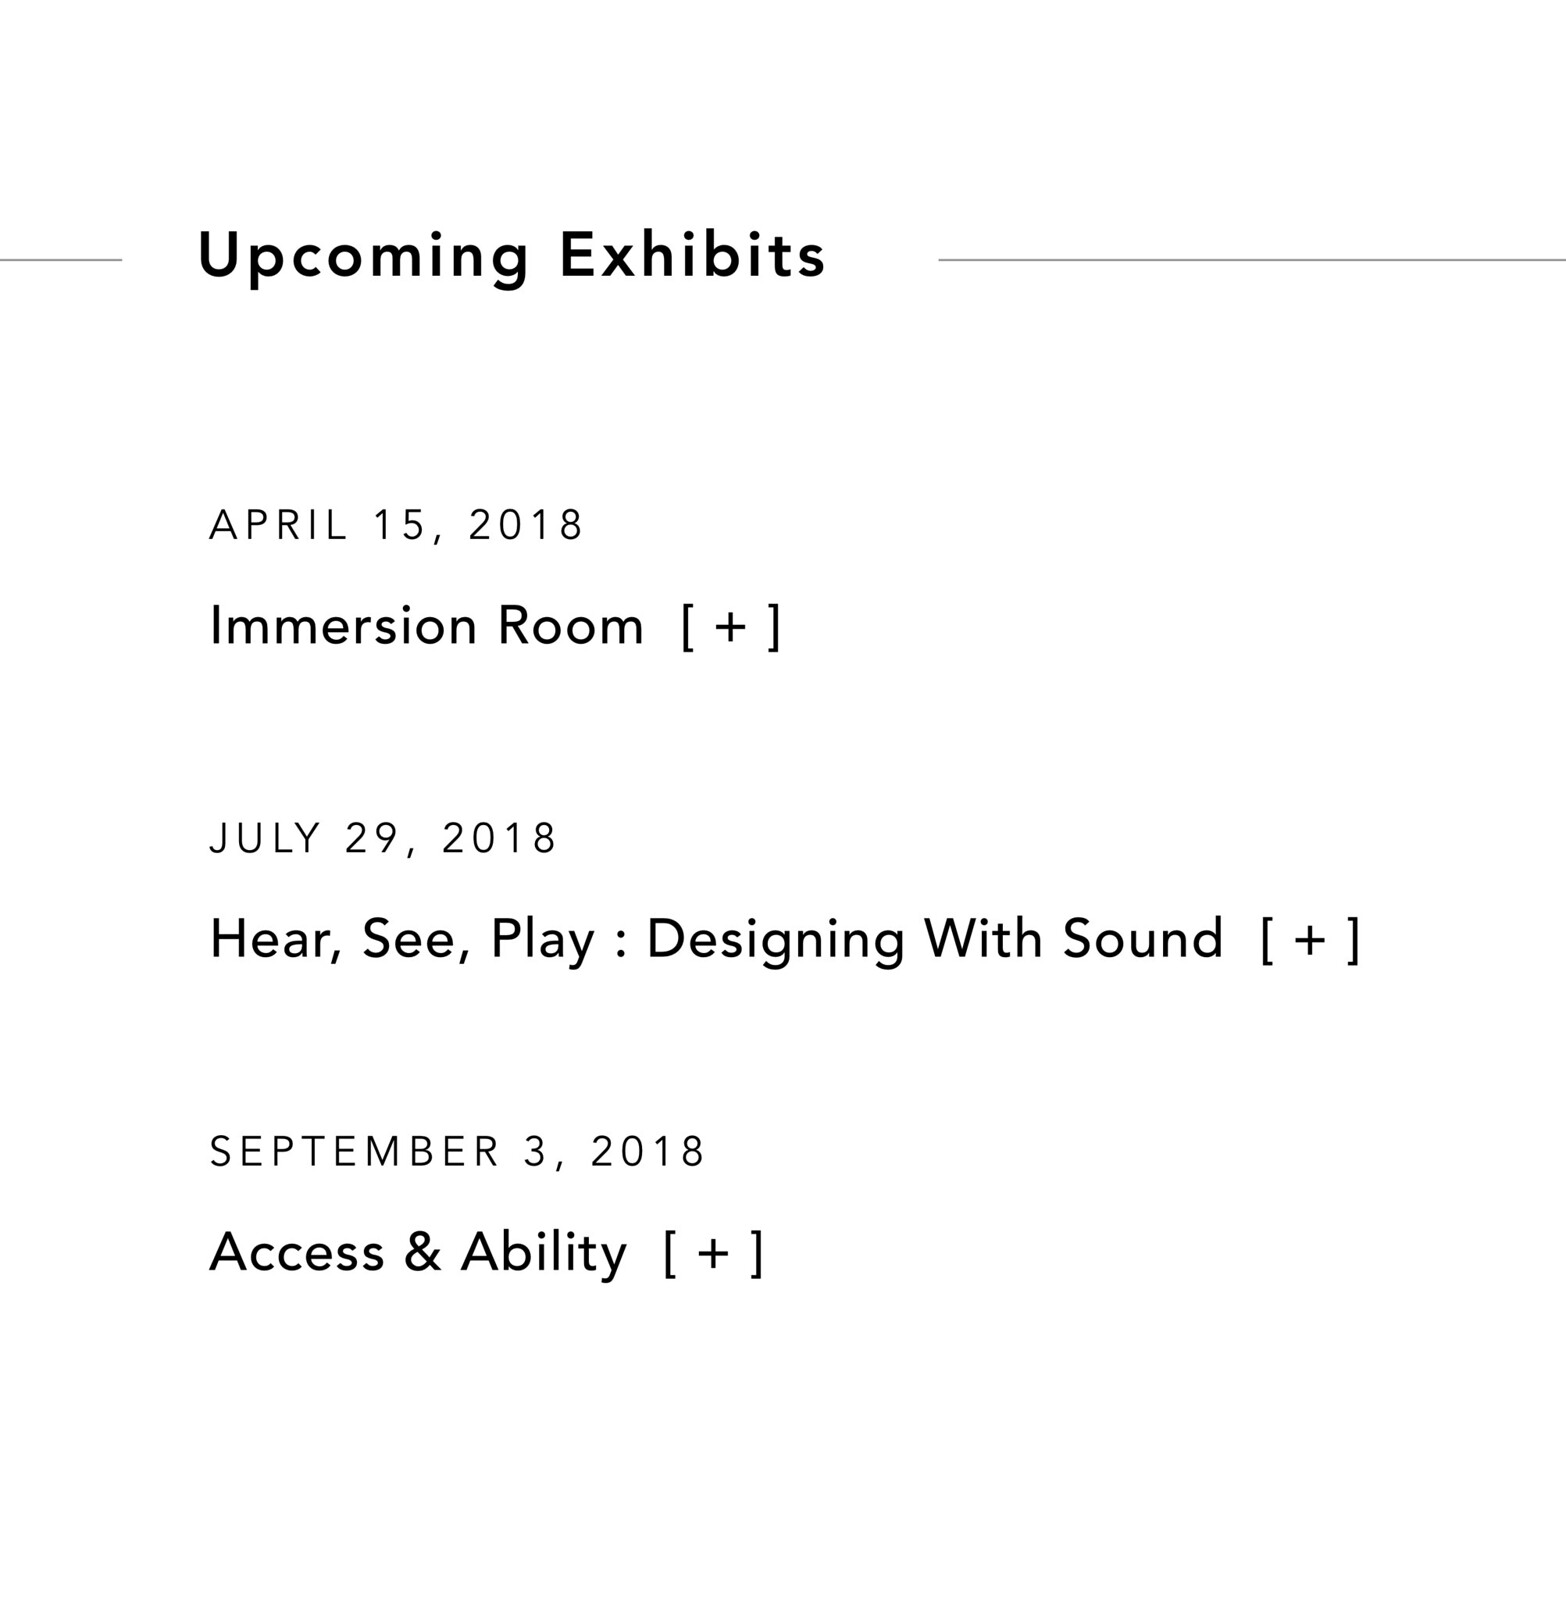 Upcoming Exhibits
APRIL 15, 2018
Immersion Room [ + ]
JULY 29, 2018
Hear, See, Play : Designing With Sound [ + ]
SEPTEMBER 3, 2018
Access & Ability [ + ]